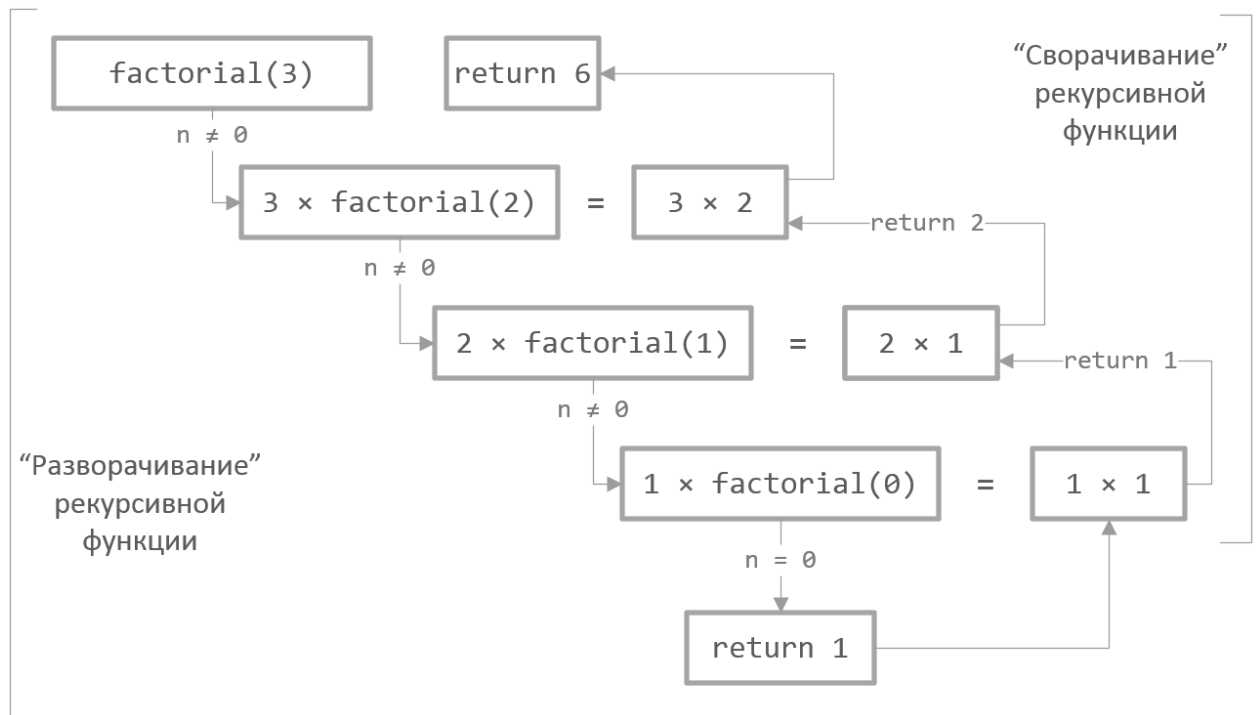 factorial(3)
return 6
“Сворачивание”
рекурсивной
функции
n ≠ 0
3 × factorial(2) = 3 × 2
return 2
n ≠ 0
2 × factorial(1) = 2 × 1
return 1
n ≠ 0
“Разворачивание”
рекурсивной
функции
1 × factorial(0) = 1 × 1
n = 0
return 1